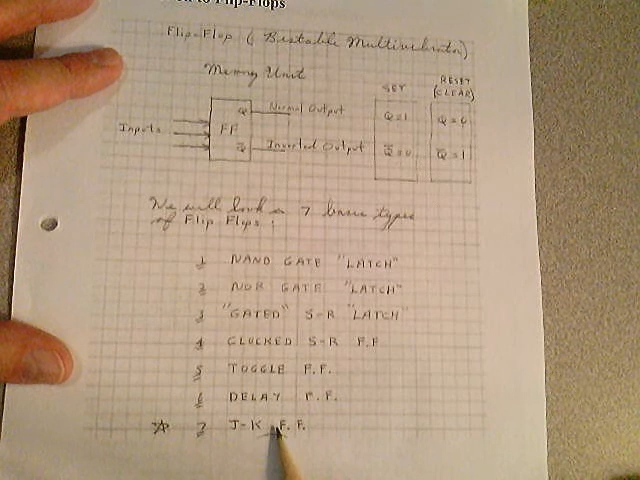 to Flip-Flops
Flip-Flop ( Bistable Multivibrator)
Memory Unit
SET
RESET
(CLEAR)
Q Normal Output
Q=1
Q=0
Inputs
FF
Q̅ Inverted Output
Q̅=0
Q̅=1
We will look @ 7 basic types
of Flip Flops:
1 NAND GATE "LATCH"
2 NOR GATE "LATCH"
3 "GATED" S-R "LATCH"
4 CLOCKED S-R F.F
5 TOGGLE F.F.
6 DELAY F.F.
☆ 7 J-K F.F.